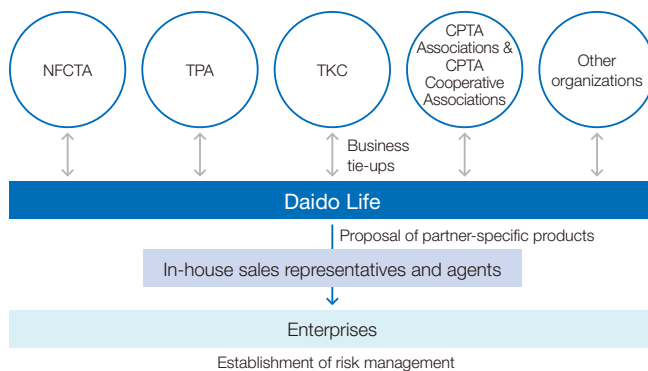 NFCTA
TPA
TKC
CPTA
Associations &
CPTA
Cooperative
Associations
Other
organizations
Business
tie-ups
Daido Life
Proposal of partner-specific products
In-house sales representatives and agents
Enterprises
Establishment of risk management